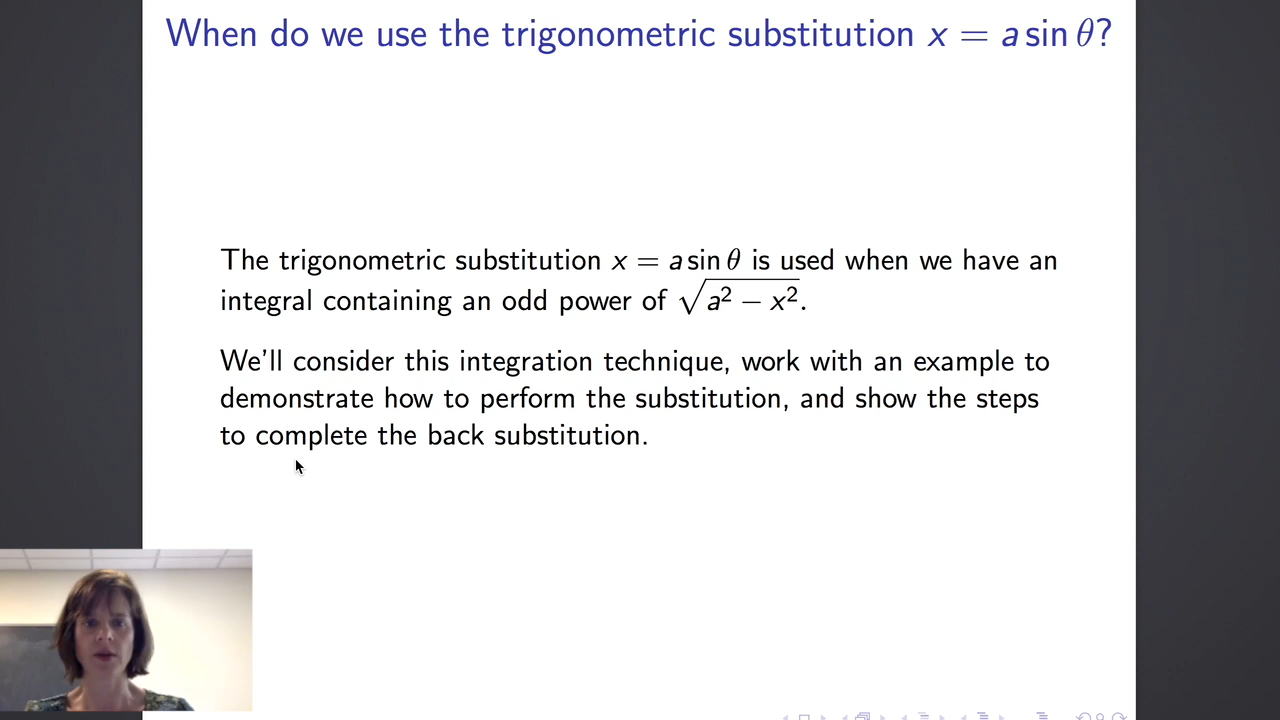 When do we use the trigonometric substitution x = a sin θ?
The trigonometric substitution x = a sin θ is used when we have an
integral containing an odd power of √(a² − x²).
We'll consider this integration technique, work with an example to
demonstrate how to perform the substitution, and show the steps
to complete the back substitution.